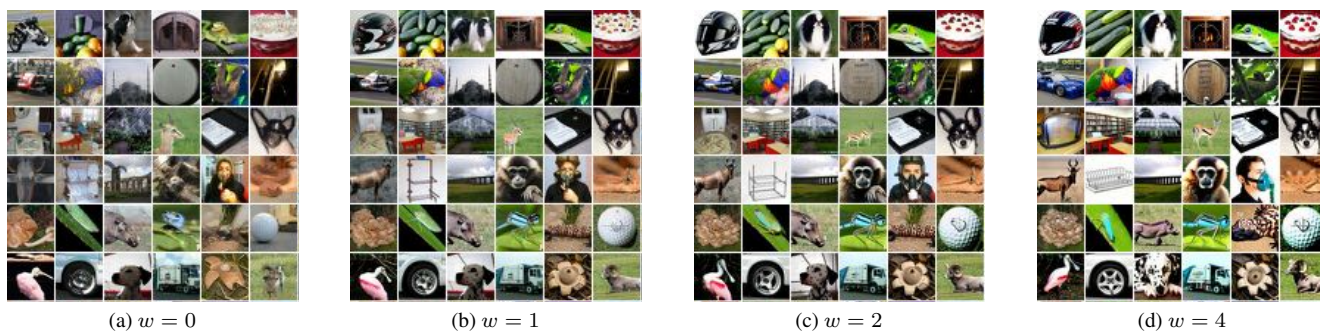 (a) w = 0
(b) w = 1
(c) w = 2
(d) w = 4